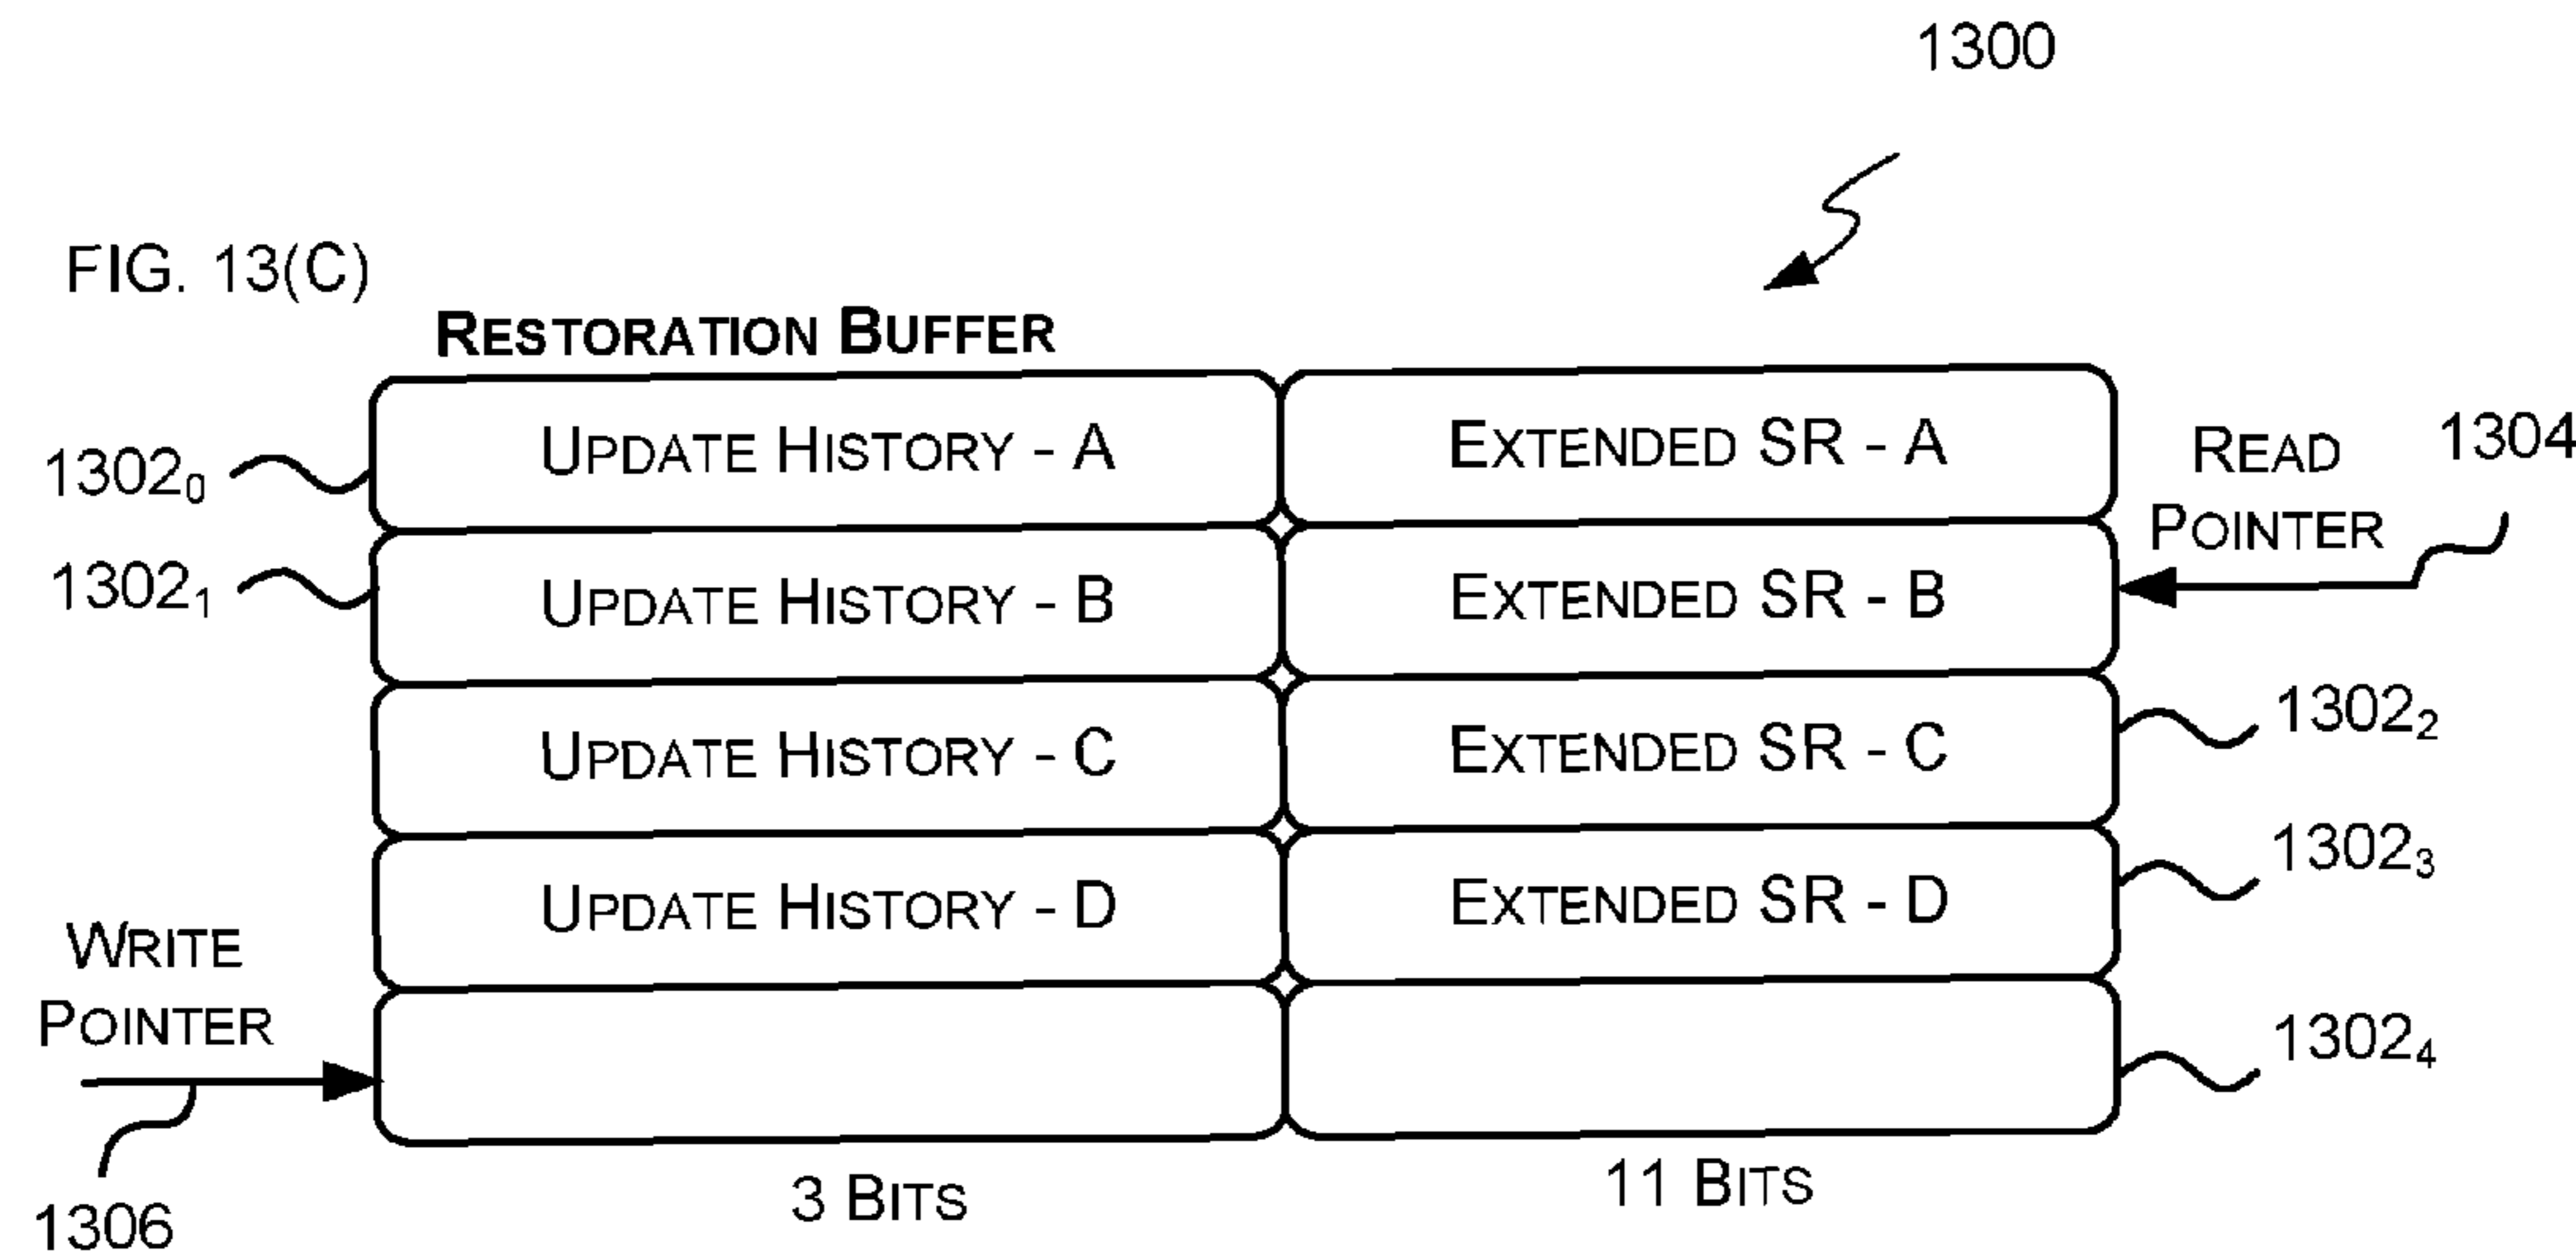 1300
FIG. 13(C)
RESTORATION BUFFER
1302₀
UPDATE HISTORY - A
EXTENDED SR - A
READ
POINTER
1304
1302₁
UPDATE HISTORY - B
EXTENDED SR - B
UPDATE HISTORY - C
EXTENDED SR - C
1302₂
UPDATE HISTORY - D
EXTENDED SR - D
1302₃
WRITE
POINTER
1302₄
1306
3 BITS
11 BITS